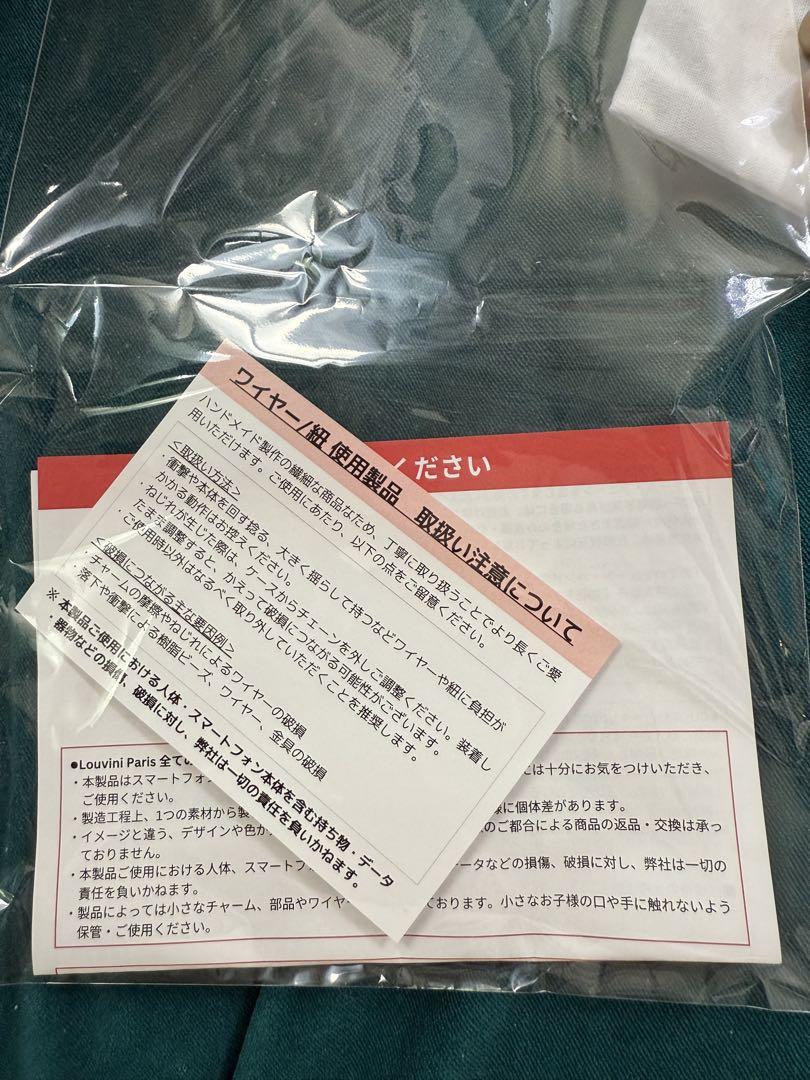 ワイヤー/紐 使用製品　取扱い注意について
ハンドメイド製作の繊細な商品なため、丁寧に取り扱うことでより長くご愛
用いただけます。ご使用にあたり、以下の点をご留意ください。
<取扱い方法>
・衝撃や本体を回す捻る、大きく揺らして持つなどワイヤーや紐に負担が
かかる動作はお控えください。
・ねじれが生じた際は、ケースからチェーンを外しご調整ください。装着し
たまま調整すると、かえって破損につながる可能性がございます。
・ご使用時以外はなるべく取り外していただくことを推奨します。
<破損につながる主な要因例>
・チャームの摩擦やねじれによるワイヤーの破損
・落下や衝撃による樹脂ビーズ、ワイヤー、金具の破損
※本製品ご使用における人体・スマートフォン本体を含む持ち物・データ
・器物などの損傷、破損に対し、弊社は一切の責任を負いかねます。
ください
●Louvini Paris 全ての
には十分にお気をつけいただき、
・本製品はスマートフォ
ご使用ください。
・製造工程上、1つの素材から製
様に個体差があります。
・イメージと違う、デザインや色か
のご都合による商品の返品・交換は承っ
ておりません。
・本製品ご使用における人体、スマートフォ
データなどの損傷、破損に対し、弊社は一切の
責任を負いかねます。
・製品によっては小さなチャーム、部品やワイヤー
ております。小さなお子様の口や手に触れないよう
保管・ご使用ください。